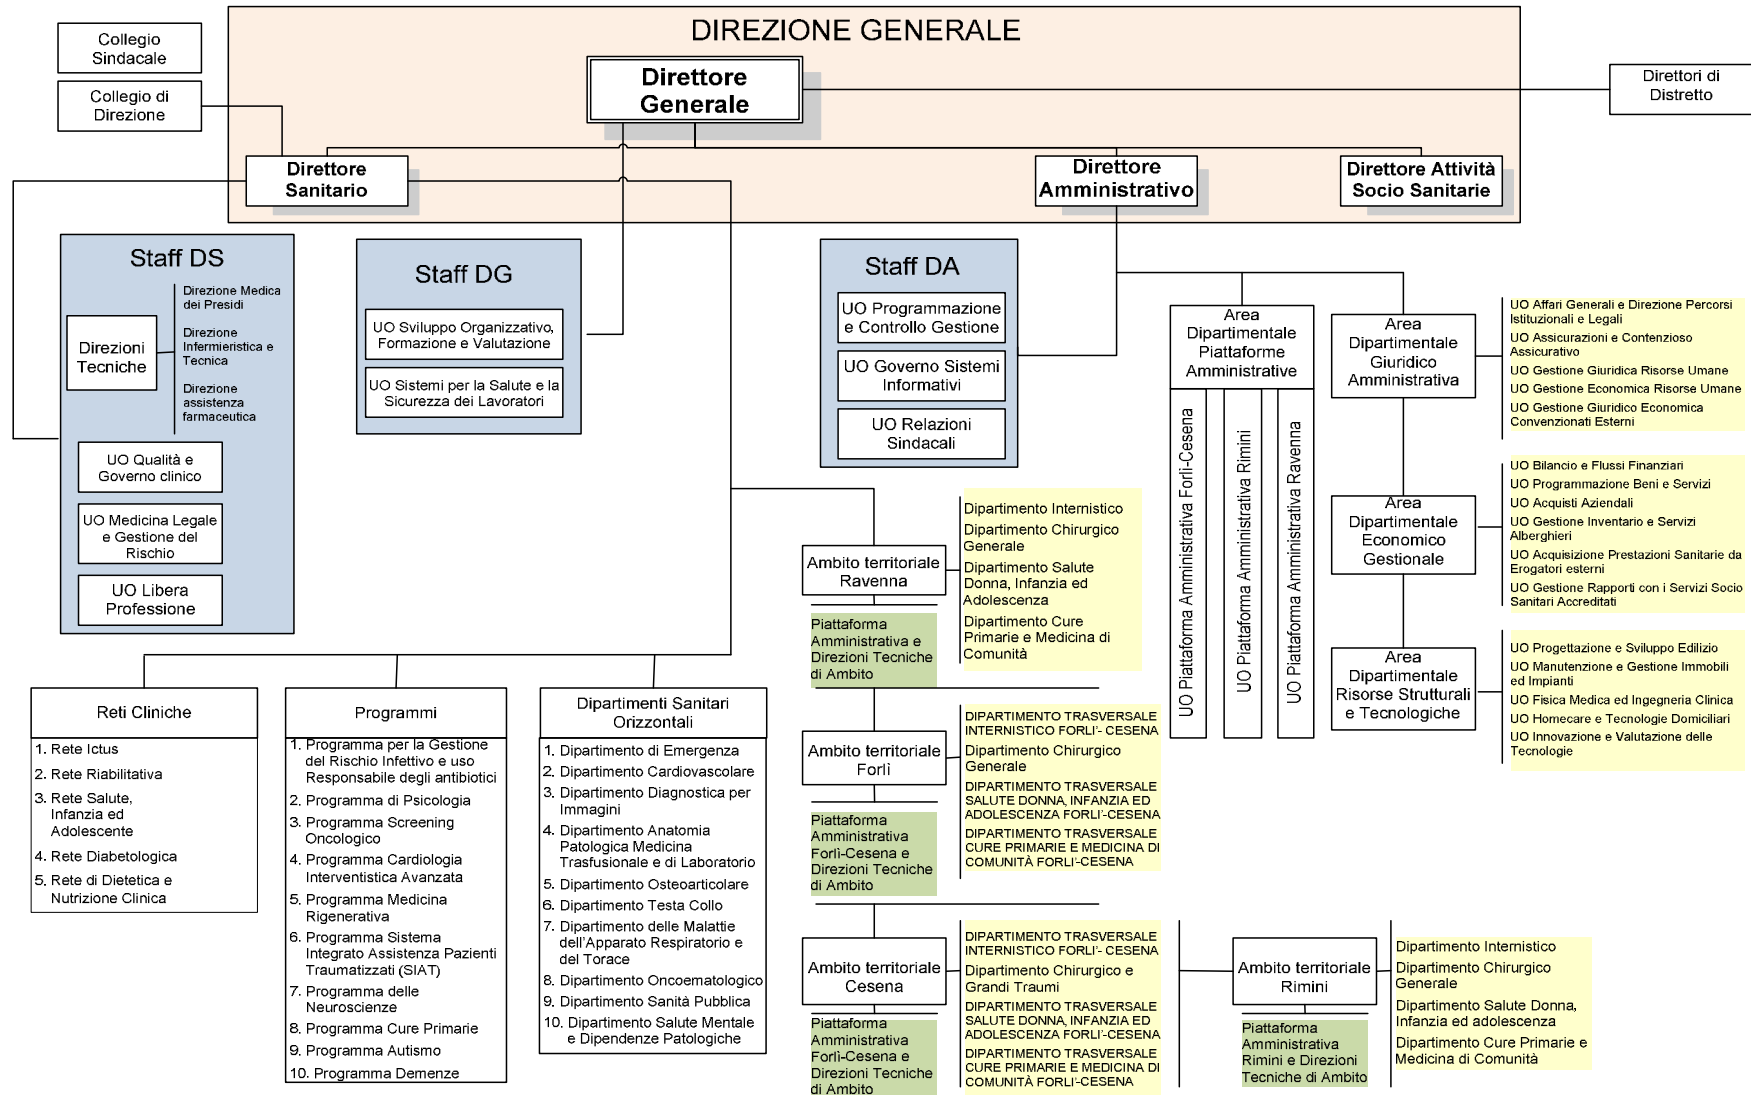 DIREZIONE GENERALE
Collegio
Sindacale
Collegio di
Direzione
Direttore
Generale
Direttori di
Distretto
Direttore
Sanitario
Direttore
Amministrativo
Direttore Attività
Socio Sanitarie
Staff DS
Direzioni
Tecniche
Direzione Medica
dei Presidi
Direzione
Infermieristica e
Tecnica
Direzione
assistenza
farmaceutica
UO Qualità e
Governo clinico
UO Medicina Legale
e Gestione del
Rischio
UO Libera
Professione
Staff DG
UO Sviluppo Organizzativo,
Formazione e Valutazione
UO Sistemi per la Salute e la
Sicurezza dei Lavoratori
Staff DA
UO Programmazione
e Controllo Gestione
UO Governo Sistemi
Informativi
UO Relazioni
Sindacali
Area
Dipartimentale
Piattaforme
Amministrative
UO Piattaforma Amministrativa Forlì-Cesena
UO Piattaforma Amministrativa Rimini
UO Piattaforma Amministrativa Ravenna
Area
Dipartimentale
Giuridico
Amministrativa
UO Affari Generali e Direzione Percorsi
Istituzionali e Legali
UO Assicurazioni e Contenzioso
Assicurativo
UO Gestione Giuridica Risorse Umane
UO Gestione Economica Risorse Umane
UO Gestione Giuridico Economica
Convenzionati Esterni
Area
Dipartimentale
Economico
Gestionale
UO Bilancio e Flussi Finanziari
UO Programmazione Beni e Servizi
UO Acquisti Aziendali
UO Gestione Inventario e Servizi
Alberghieri
UO Acquisizione Prestazioni Sanitarie da
Erogatori esterni
UO Gestione Rapporti con i Servizi Socio
Sanitari Accreditati
Area
Dipartimentale
Risorse Strutturali
e Tecnologiche
UO Progettazione e Sviluppo Edilizio
UO Manutenzione e Gestione Immobili
ed Impianti
UO Fisica Medica ed Ingegneria Clinica
UO Homecare e Tecnologie Domiciliari
UO Innovazione e Valutazione delle
Tecnologie
Reti Cliniche
1. Rete Ictus
2. Rete Riabilitativa
3. Rete Salute,
Infanzia ed
Adolescente
4. Rete Diabetologica
5. Rete di Dietetica e
Nutrizione Clinica
Programmi
1. Programma per la Gestione
del Rischio Infettivo e uso
Responsabile degli antibiotici
2. Programma di Psicologia
3. Programma Screening
Oncologico
4. Programma Cardiologia
Interventistica Avanzata
5. Programma Medicina
Rigenerativa
6. Programma Sistema
Integrato Assistenza Pazienti
Traumatizzati (SIAT)
7. Programma delle
Neuroscienze
8. Programma Cure Primarie
9. Programma Autismo
10. Programma Demenze
Dipartimenti Sanitari
Orizzontali
1. Dipartimento di Emergenza
2. Dipartimento Cardiovascolare
3. Dipartimento Diagnostica per
Immagini
4. Dipartimento Anatomia
Patologica Medicina
Trasfusionale e di Laboratorio
5. Dipartimento Osteoarticolare
6. Dipartimento Testa Collo
7. Dipartimento delle Malattie
dell'Apparato Respiratorio e
del Torace
8. Dipartimento Oncoematologico
9. Dipartimento Sanità Pubblica
10. Dipartimento Salute Mentale
e Dipendenze Patologiche
Ambito territoriale
Ravenna
Piattaforma
Amministrativa e
Direzioni Tecniche
di Ambito
Dipartimento Internistico
Dipartimento Chirurgico
Generale
Dipartimento Salute
Donna, Infanzia ed
Adolescenza
Dipartimento Cure
Primarie e Medicina di
Comunità
Ambito territoriale
Forlì
Piattaforma
Amministrativa
Forlì-Cesena e
Direzioni Tecniche
di Ambito
DIPARTIMENTO TRASVERSALE
INTERNISTICO FORLI'- CESENA
Dipartimento Chirurgico
Generale
DIPARTIMENTO TRASVERSALE
SALUTE DONNA, INFANZIA ED
ADOLESCENZA FORLI'-CESENA
DIPARTIMENTO TRASVERSALE
CURE PRIMARIE E MEDICINA DI
COMUNITÀ FORLI'-CESENA
Ambito territoriale
Cesena
Piattaforma
Amministrativa
Forlì-Cesena e
Direzioni Tecniche
di Ambito
DIPARTIMENTO TRASVERSALE
INTERNISTICO FORLI'- CESENA
Dipartimento Chirurgico e
Grandi Traumi
DIPARTIMENTO TRASVERSALE
SALUTE DONNA, INFANZIA ED
ADOLESCENZA FORLI'-CESENA
DIPARTIMENTO TRASVERSALE
CURE PRIMARIE E MEDICINA DI
COMUNITÀ FORLI'-CESENA
Ambito territoriale
Rimini
Piattaforma
Amministrativa
Rimini e Direzioni
Tecniche di Ambito
Dipartimento Internistico
Dipartimento Chirurgico
Generale
Dipartimento Salute Donna,
Infanzia ed adolescenza
Dipartimento Cure Primarie e
Medicina di Comunità